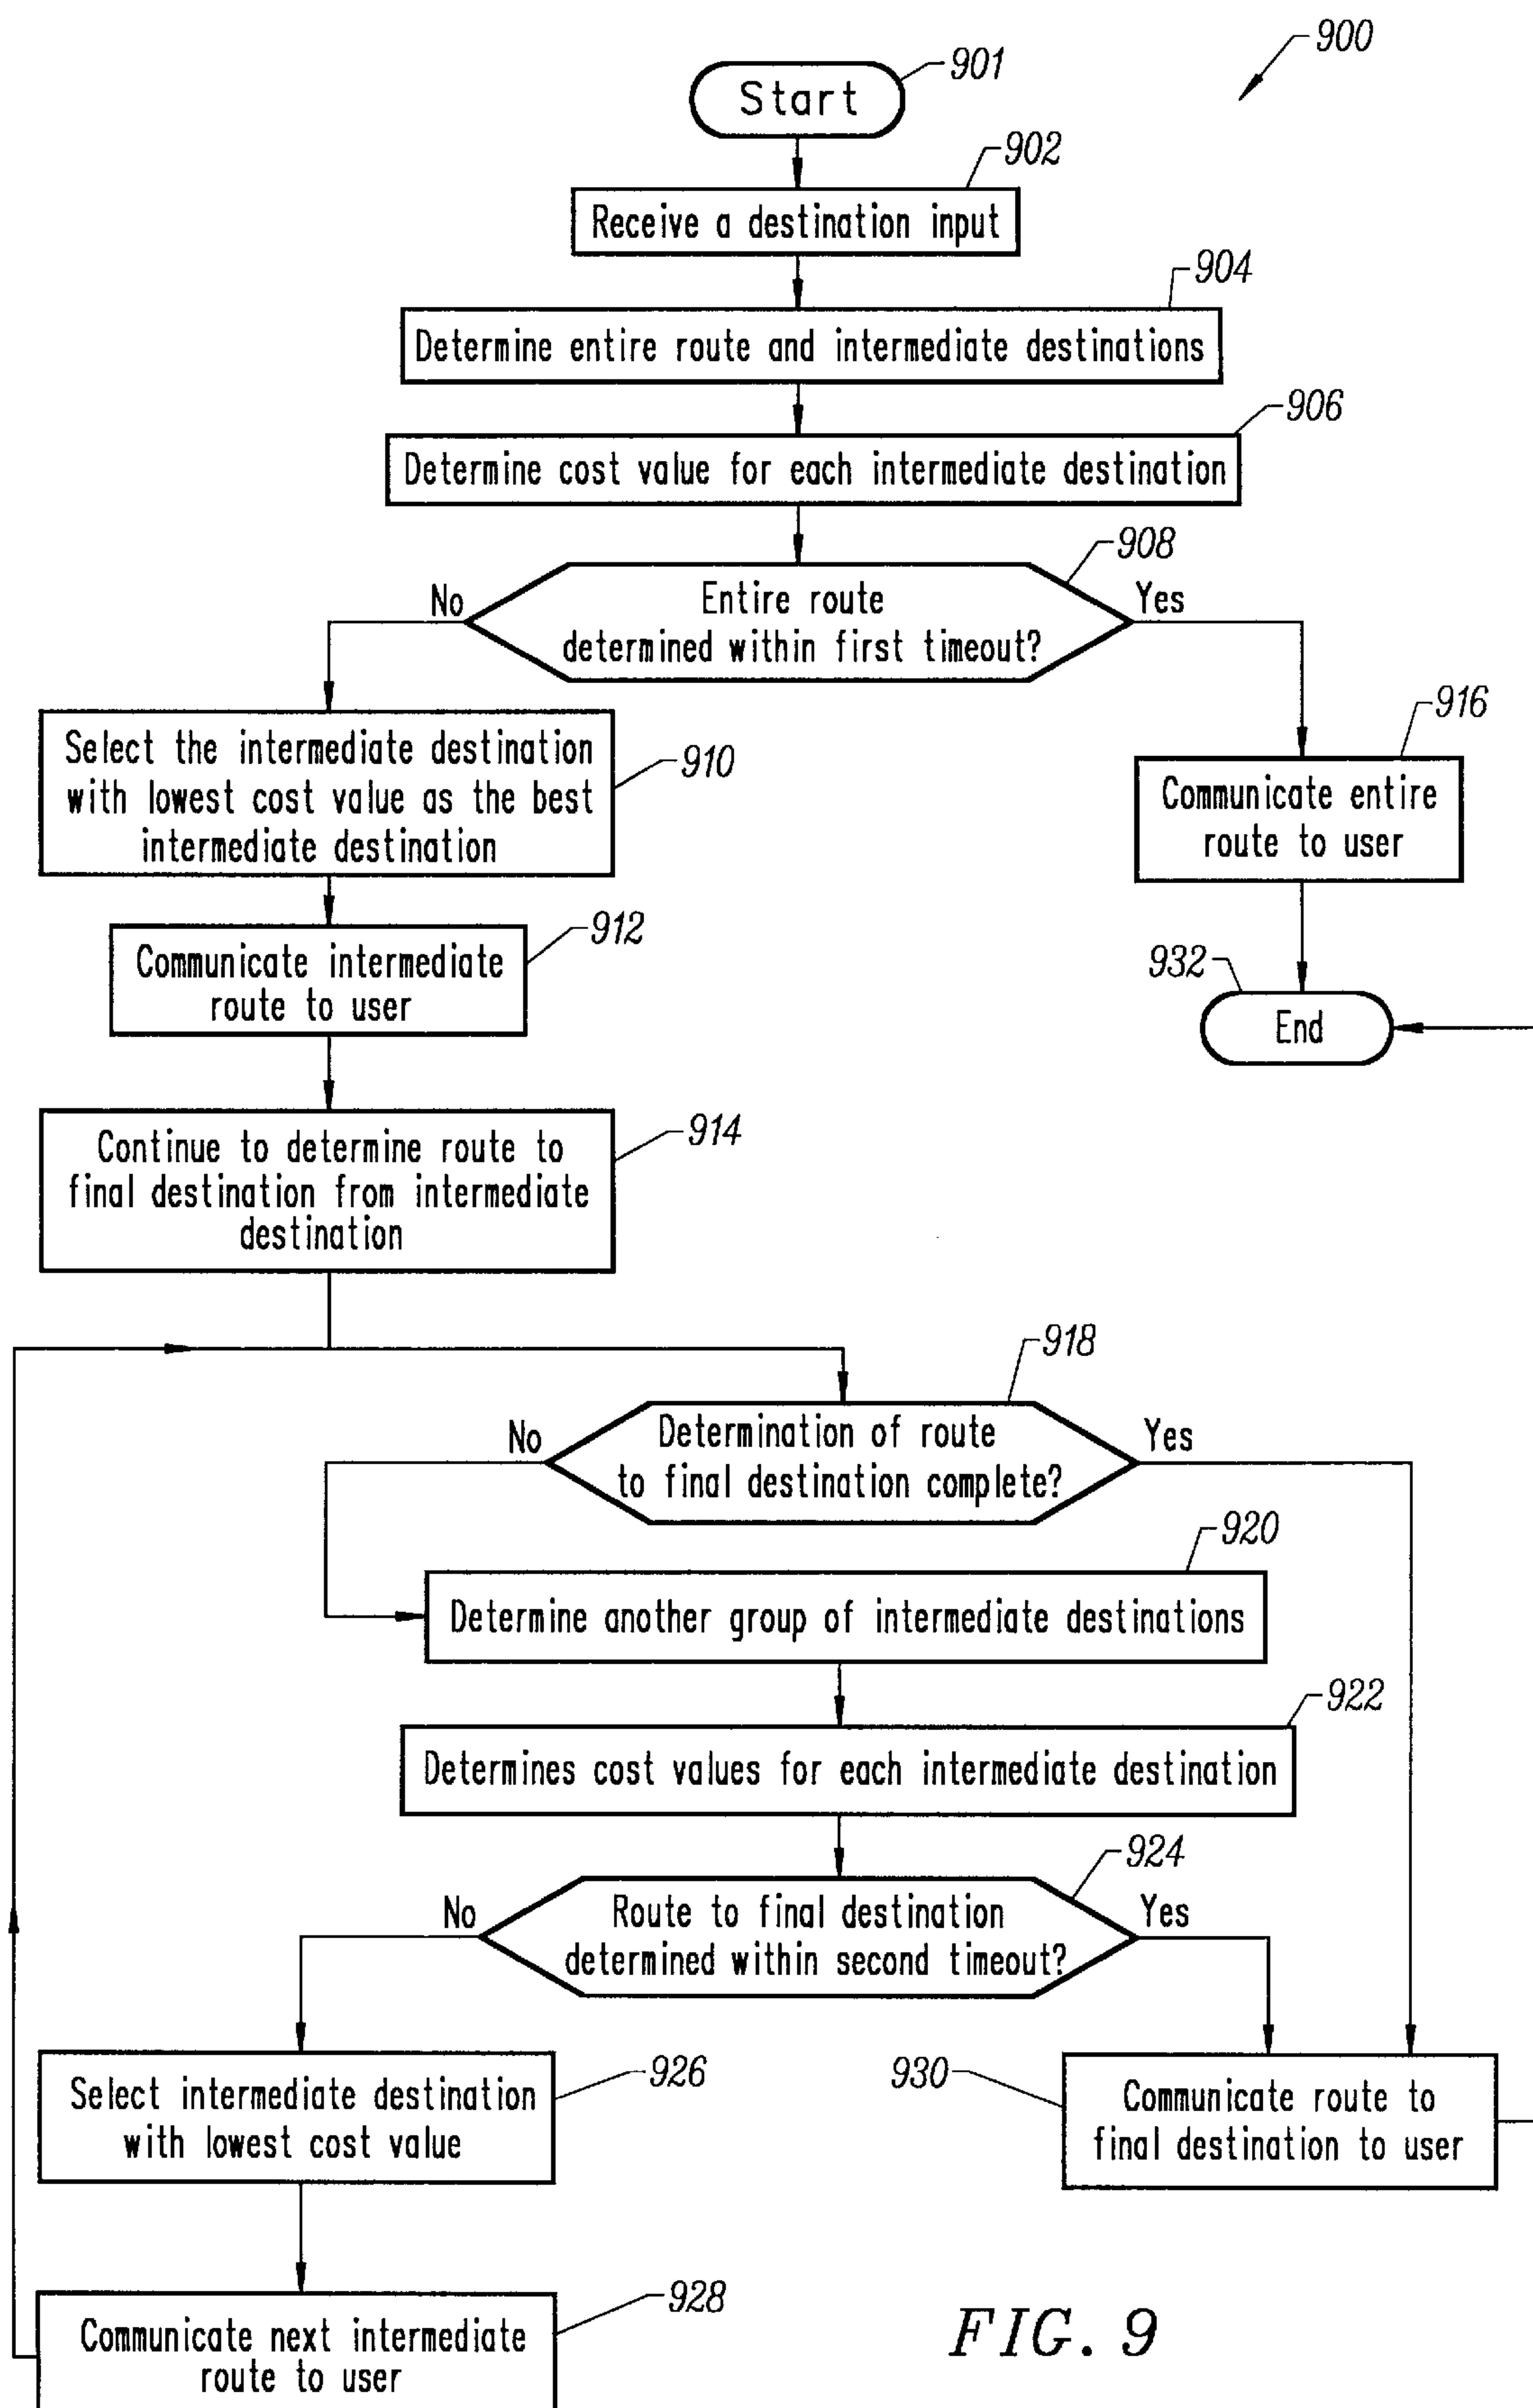 900
901
Start
902
Receive a destination input
904
Determine entire route and intermediate destinations
906
Determine cost value for each intermediate destination
908
No
Entire route
determined within first timeout?
Yes
Select the intermediate destination
with lowest cost value as the best
intermediate destination
910
916
Communicate entire
route to user
912
Communicate intermediate
route to user
932
End
914
Continue to determine route to
final destination from intermediate
destination
918
No
Determination of route
to final destination complete?
Yes
920
Determine another group of intermediate destinations
922
Determines cost values for each intermediate destination
924
No
Route to final destination
determined within second timeout?
Yes
926
Select intermediate destination
with lowest cost value
930
Communicate route to
final destination to user
928
Communicate next intermediate
route to user
FIG. 9